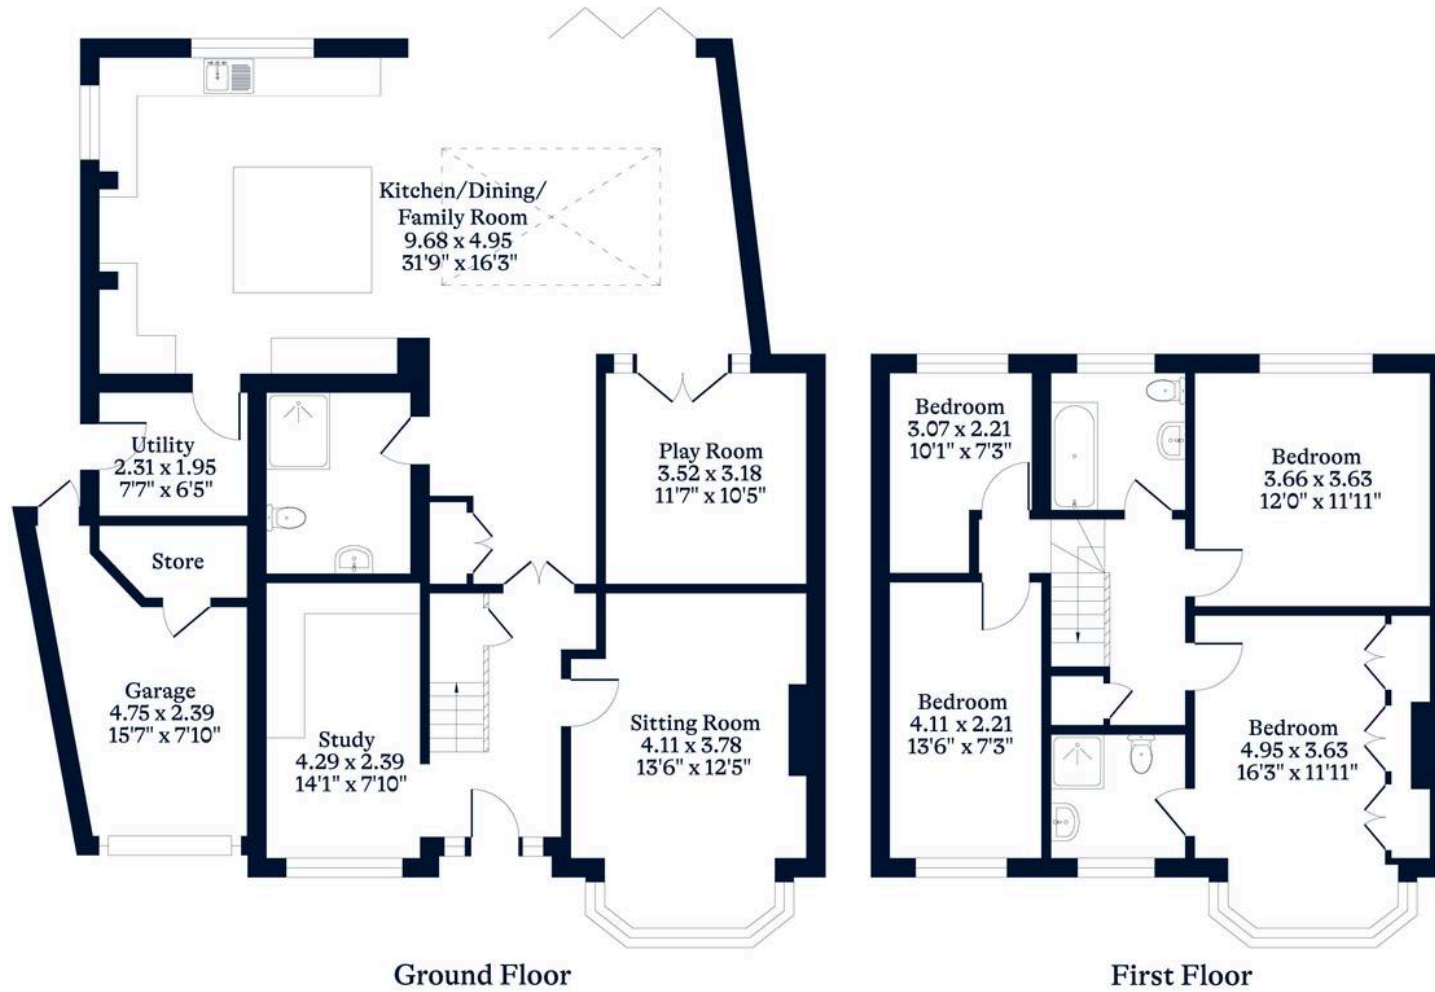 Kitchen/Dining/
Family Room
9.68 x 4.95
31'9" x 16'3"
Utility
2.31 x 1.95
7'7" x 6'5"
Play Room
3.52 x 3.18
11'7" x 10'5"
Store
Garage
4.75 x 2.39
15'7" x 7'10"
Study
4.29 x 2.39
14'1" x 7'10"
Sitting Room
4.11 x 3.78
13'6" x 12'5"
Ground Floor
Bedroom
3.07 x 2.21
10'1" x 7'3"
Bedroom
3.66 x 3.63
12'0" x 11'11"
Bedroom
4.11 x 2.21
13'6" x 7'3"
Bedroom
4.95 x 3.63
16'3" x 11'11"
First Floor